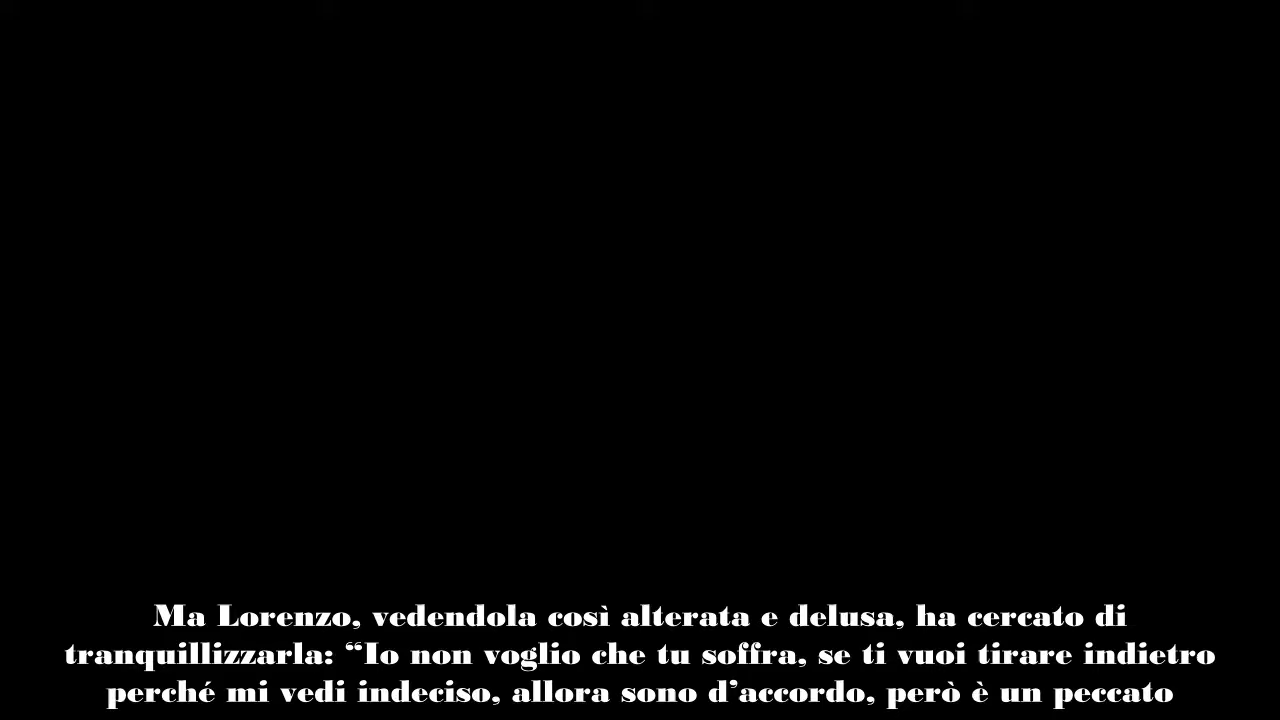 Ma Lorenzo, vedendola così alterata e delusa, ha cercato di
tranquillizzarla: “Io non voglio che tu soffra, se ti vuoi tirare indietro
perché mi vedi indeciso, allora sono d’accordo, però è un peccato